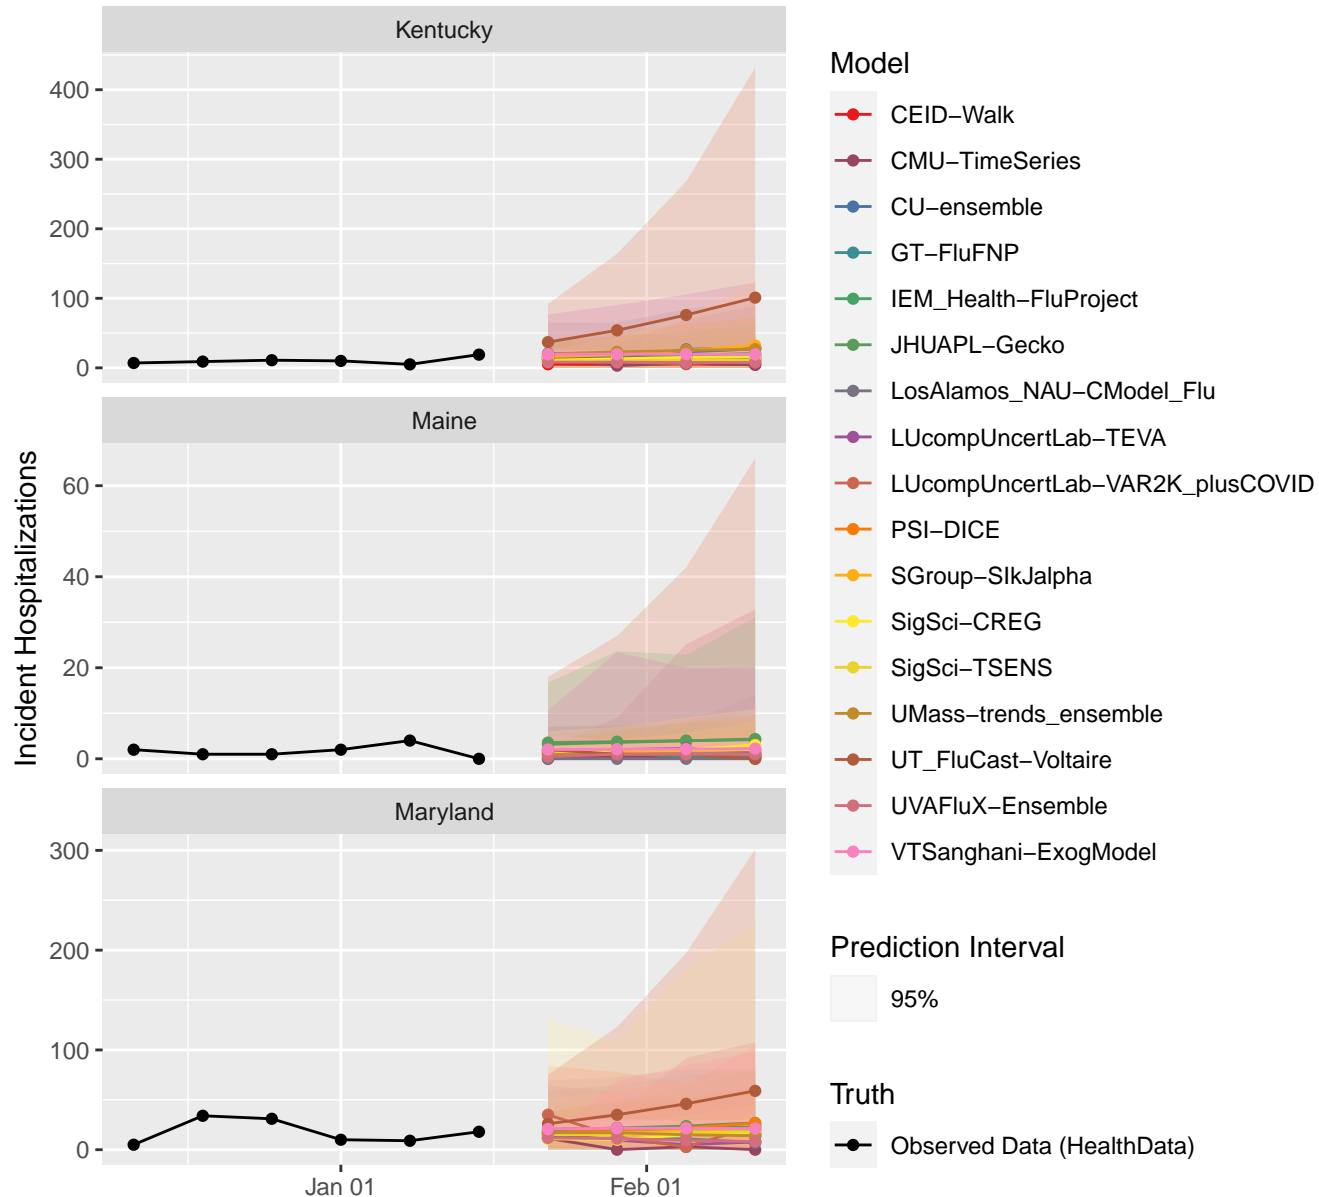 Kentucky
400
300
200
100
0
Maine
60
40
20
0
Maryland
300
200
100
0
Jan 01
Feb 01
Incident Hospitalizations
Model
CEID−Walk
CMU−TimeSeries
CU−ensemble
GT−FluFNP
IEM_Health−FluProject
JHUAPL−Gecko
LosAlamos_NAU−CModel_Flu
LUcompUncertLab−TEVA
LUcompUncertLab−VAR2K_plusCOVID
PSI−DICE
SGroup−SIkJalpha
SigSci−CREG
SigSci−TSENS
UMass−trends_ensemble
UT_FluCast−Voltaire
UVAFluX−Ensemble
VTSanghani−ExogModel
Prediction Interval
95%
Truth
Observed Data (HealthData)